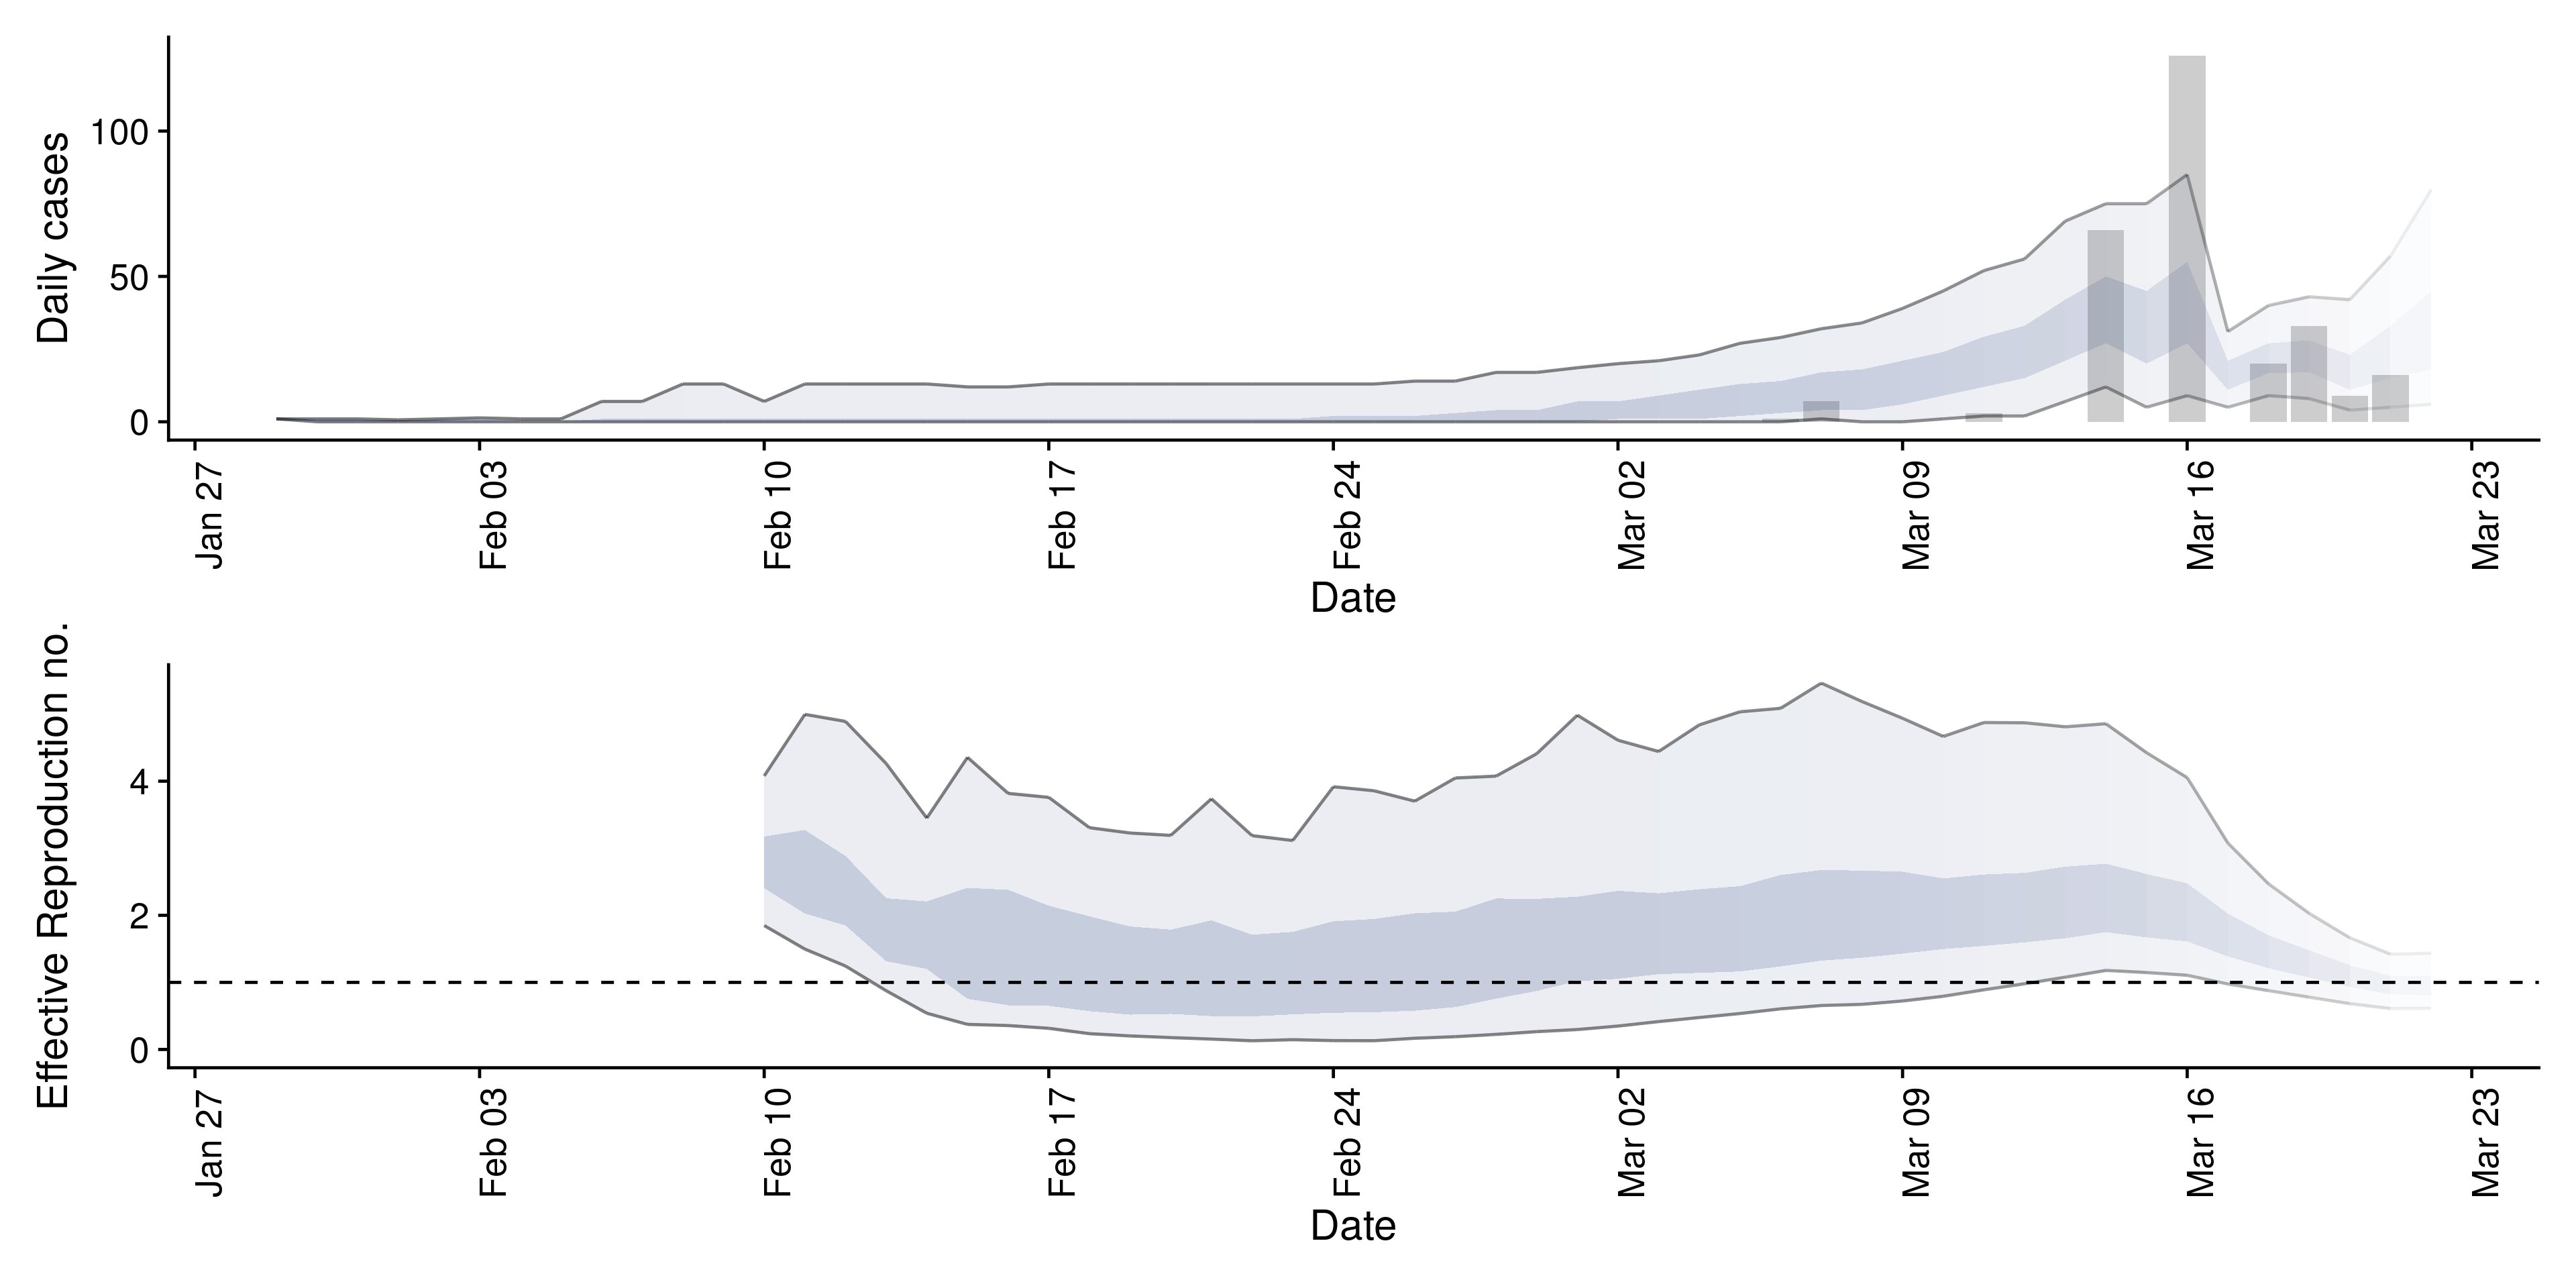 Daily cases
100
50
0
Jan 27
Feb 03
Feb 10
Feb 17
Feb 24
Mar 02
Mar 09
Mar 16
Mar 23
Date
Effective Reproduction no.
4
2
0
Jan 27
Feb 03
Feb 10
Feb 17
Feb 24
Mar 02
Mar 09
Mar 16
Mar 23
Date